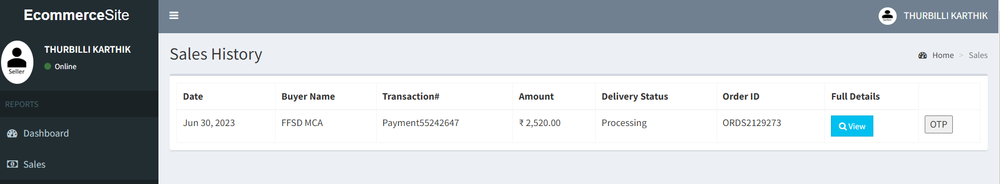 EcommerceSite
THURBILLI KARTHIK
Seller
THURBILLI KARTHIK
Online
Seller
REPORTS
Dashboard
Sales
Sales History
Home > Sales
Date Buyer Name Transaction# Amount Delivery Status Order ID Full Details
Jun 30, 2023 FFSD MCA Payment55242647 ₹ 2,520.00 Processing ORDS2129273 View OTP